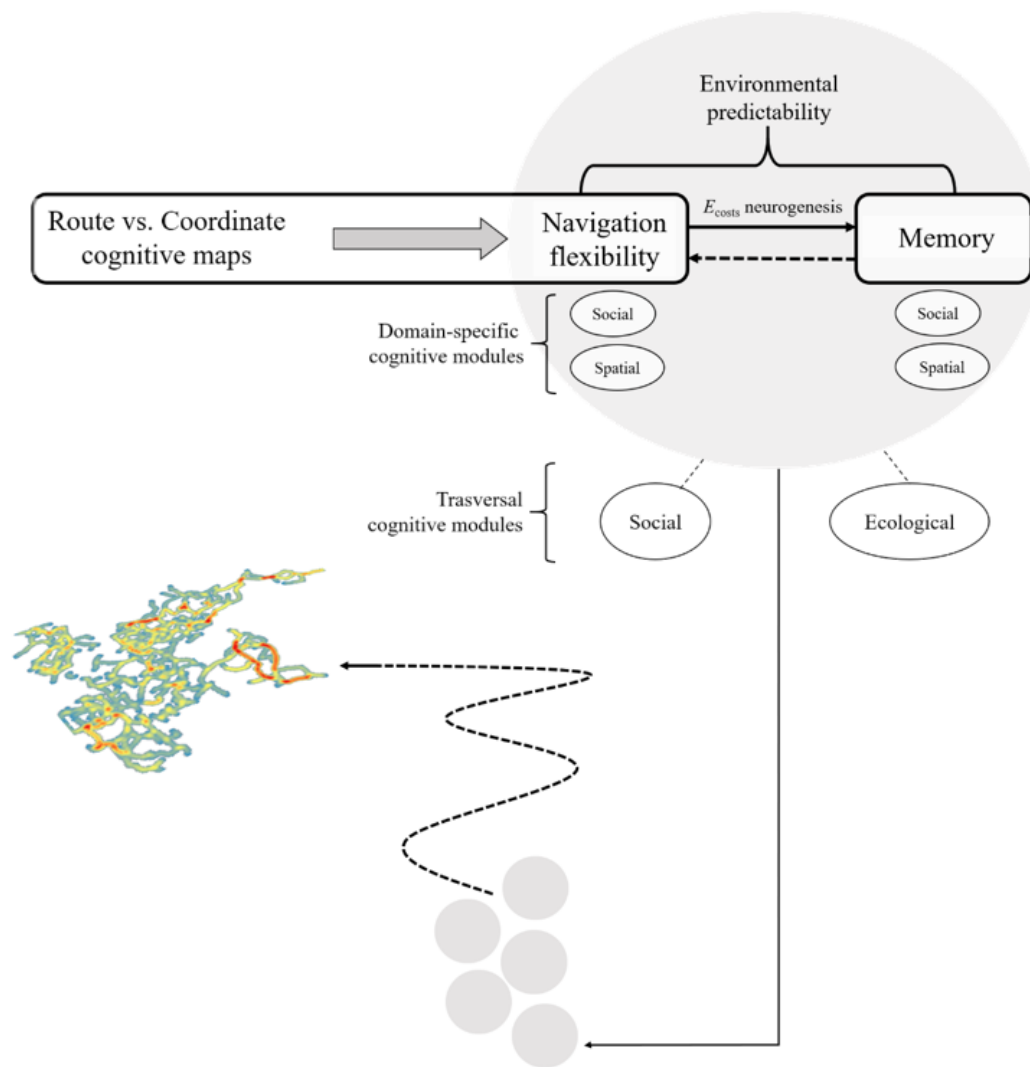 Environmental
predictability
Route vs. Coordinate
cognitive maps
Navigation
flexibility
E costs neurogenesis
Memory
Domain-specific
cognitive modules
Social
Spatial
Social
Spatial
Trasversal
cognitive modules
Social
Ecological